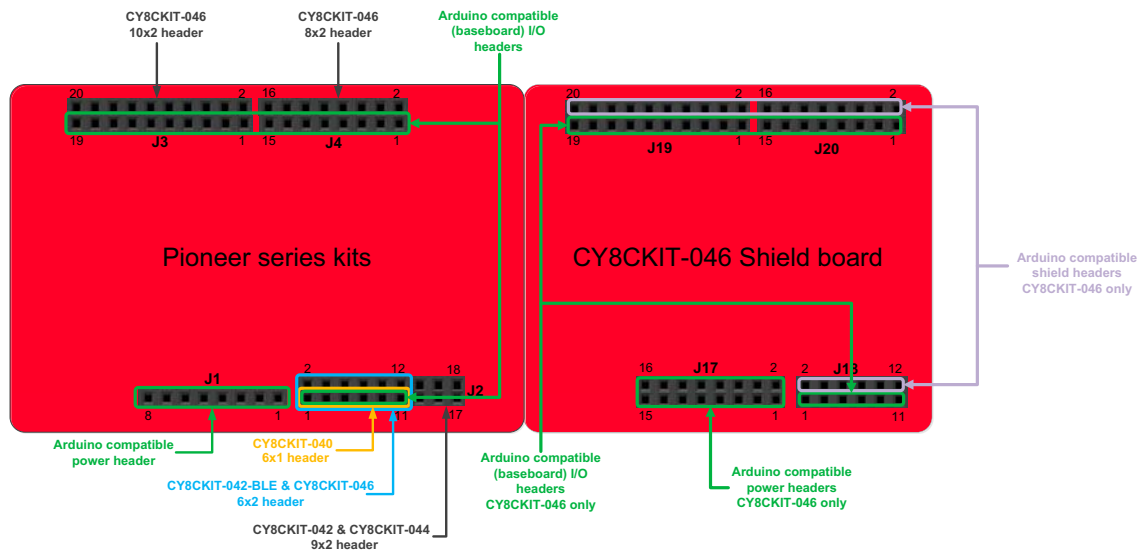 CY8CKIT-046
10x2 header
CY8CKIT-046
8x2 header
Arduino compatible
(baseboard) I/O
headers
20
2
16
2
19
1
15
1
J3
J4
20
2
16
2
19
1
15
1
J19
J20
Pioneer series kits
CY8CKIT-046 Shield board
Arduino compatible
shield headers
CY8CKIT-046 only
J1
8
1
2
12
18
J2
1
11
17
16
J17
2
15
1
2
J18
12
1
11
Arduino compatible
power header
CY8CKIT-040
6x1 header
CY8CKIT-042-BLE & CY8CKIT-046
6x2 header
CY8CKIT-042 & CY8CKIT-044
9x2 header
Arduino compatible
(baseboard) I/O
headers
CY8CKIT-046 only
Arduino compatible
power headers
CY8CKIT-046 only